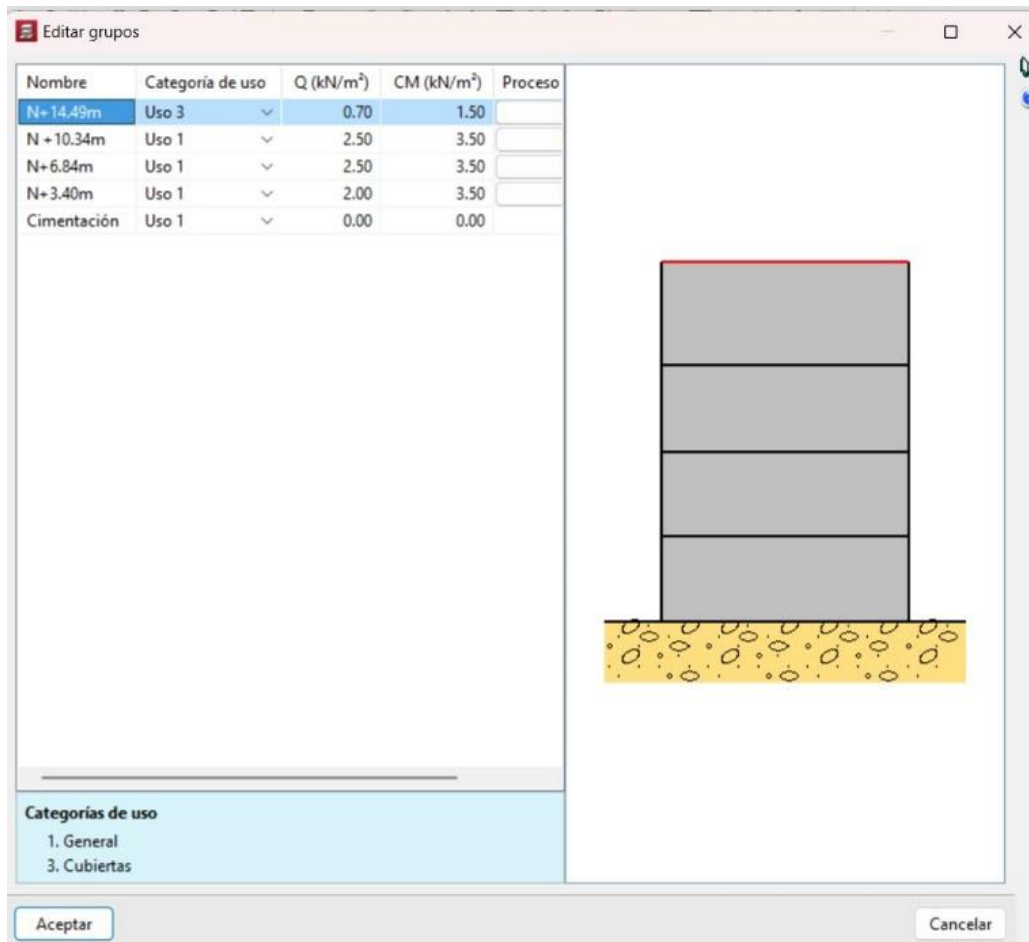 Editar grupos
Nombre Categoría de uso Q (kN/m²) CM (kN/m²) Proceso
N+14.49m Uso 3 0.70 1.50
N +10.34m Uso 1 2.50 3.50
N+6.84m Uso 1 2.50 3.50
N+3.40m Uso 1 2.00 3.50
Cimentación Uso 1 0.00 0.00
Categorías de uso
1. General
3. Cubiertas
Aceptar Cancelar